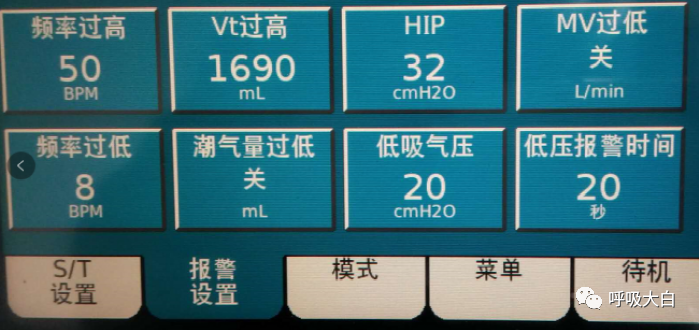 频率过高
50
BPM
Vt过高
1690
mL
HIP
32
cmH2O
MV过低
关
L/min
频率过低
8
BPM
潮气量过低
关
mL
低吸气压
20
cmH2O
低压报警时间
20
秒
S/T
设置
报警
设置
模式
菜单
待机
呼吸大白